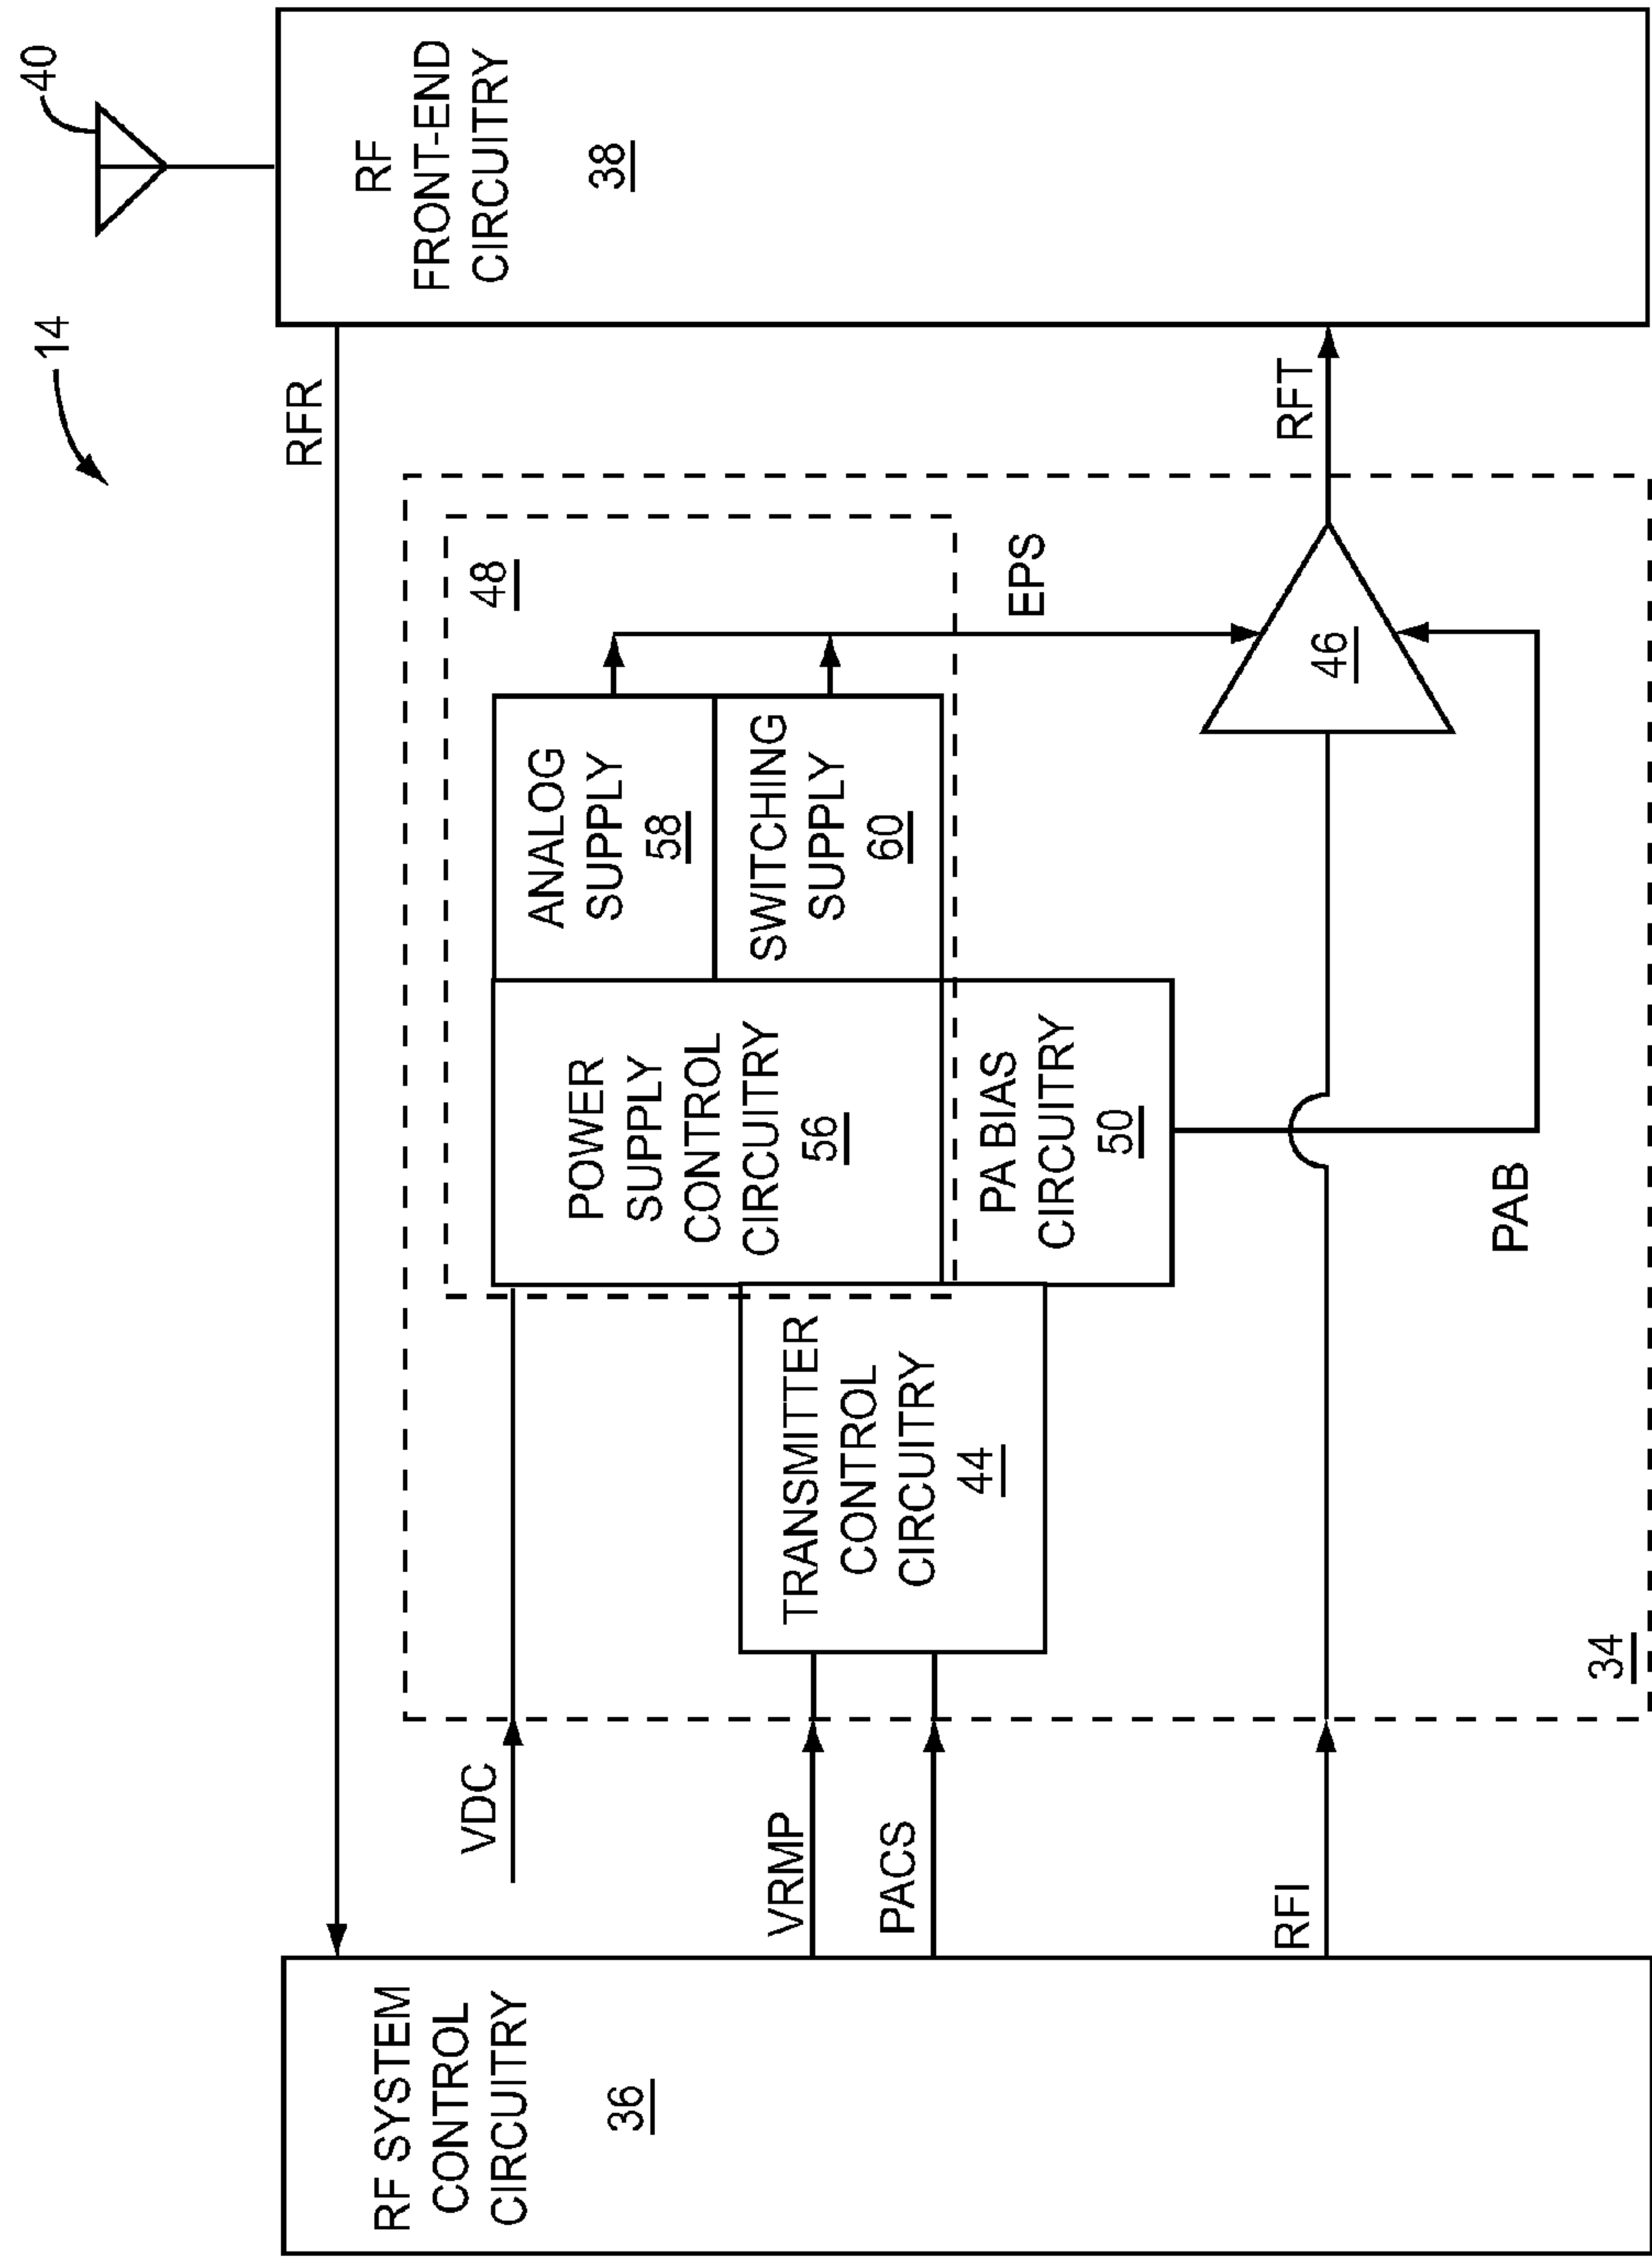 14
40
RF SYSTEM
CONTROL
CIRCUITRY
36
RFR
RF
FRONT-END
CIRCUITRY
38
VDC
VRMP
PACS
RFI
34
TRANSMITTER
CONTROL
CIRCUITRY
44
48
POWER
SUPPLY
CONTROL
CIRCUITRY
56
ANALOG
SUPPLY
58
SWITCHING
SUPPLY
60
PA BIAS
CIRCUITRY
50
EPS
46
PAB
RFT